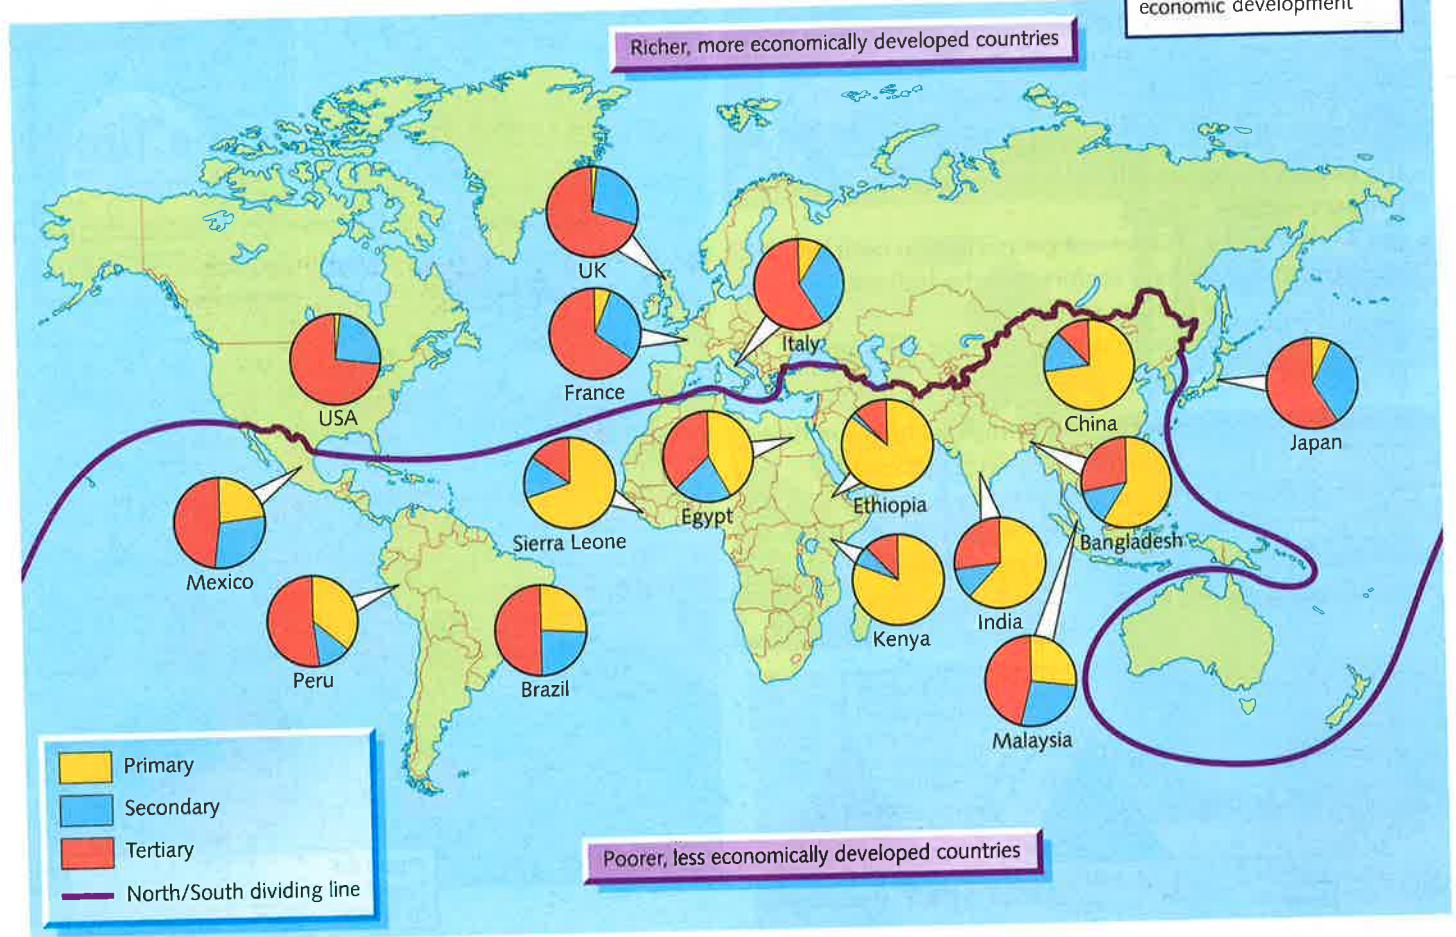 economic development
Richer, more economically developed countries
UK
Italy
France
USA
China
Japan
Mexico
Sierra Leone
Egypt
Ethiopia
Bangladesh
Kenya
India
Peru
Brazil
Malaysia
Primary
Secondary
Tertiary
North/South dividing line
Poorer, less economically developed countries